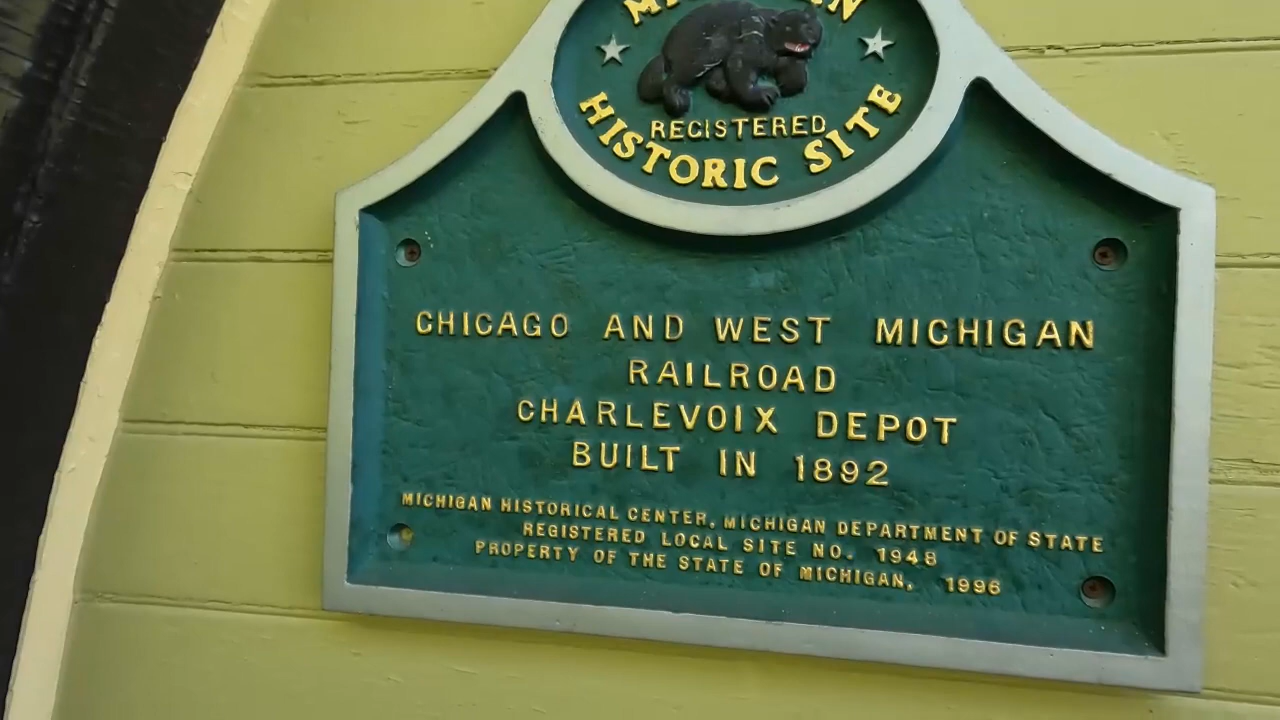 REGISTERED
HISTORIC SITE
CHICAGO AND WEST MICHIGAN
RAILROAD
CHARLEVOIX DEPOT
BUILT IN 1892
MICHIGAN HISTORICAL CENTER, MICHIGAN DEPARTMENT OF STATE
REGISTERED LOCAL SITE NO. 1948
PROPERTY OF THE STATE OF MICHIGAN, 1996